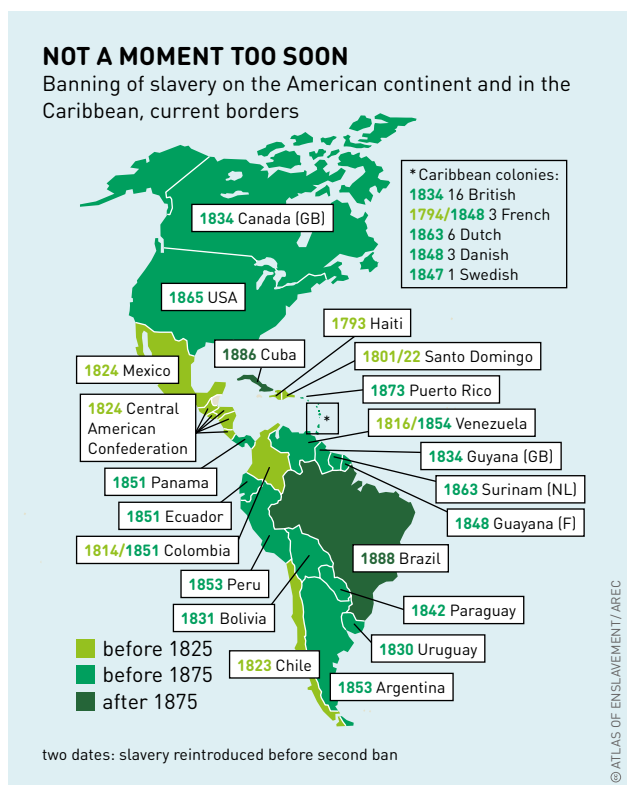 NOT A MOMENT TOO SOON
Banning of slavery on the American continent and in the
Caribbean, current borders
* Caribbean colonies:
1834 16 British
1794/1848 3 French
1863 6 Dutch
1848 3 Danish
1847 1 Swedish
1834 Canada (GB)
1865 USA
1793 Haiti
1886 Cuba
1801/22 Santo Domingo
1824 Mexico
1873 Puerto Rico
1824 Central
American
Confederation
*
1816/1854 Venezuela
1834 Guyana (GB)
1851 Panama
1863 Surinam (NL)
1851 Ecuador
1848 Guayana (F)
1814/1851 Colombia
1888 Brazil
1853 Peru
1831 Bolivia
1842 Paraguay
1830 Uruguay
before 1825
before 1875
after 1875
1823 Chile
1853 Argentina
two dates: slavery reintroduced before second ban
ATLAS OF ENSLAVEMENT / AREC